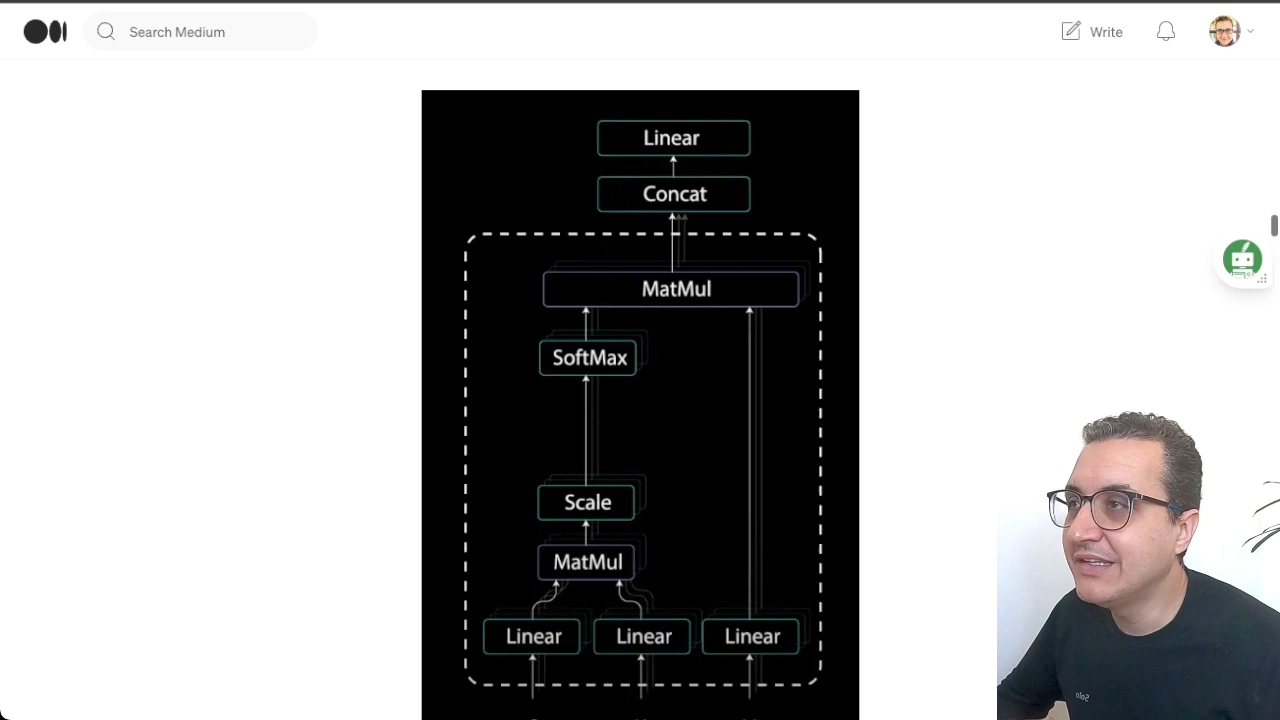 Search Medium
Write
Linear
Concat
MatMul
SoftMax
Scale
MatMul
Linear Linear Linear